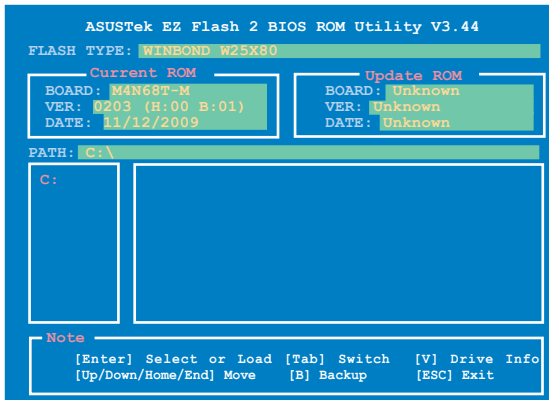 ASUSTek EZ Flash 2 BIOS ROM Utility V3.44
FLASH TYPE: WINBOND W25X80
Current ROM
BOARD: M4N68T-M
VER: 0203 (H:00 B:01)
DATE: 11/12/2009
Update ROM
BOARD: Unknown
VER: Unknown
DATE: Unknown
PATH: C:\
C:
Note
[Enter] Select or Load [Tab] Switch [V] Drive Info
[Up/Down/Home/End] Move [B] Backup [ESC] Exit